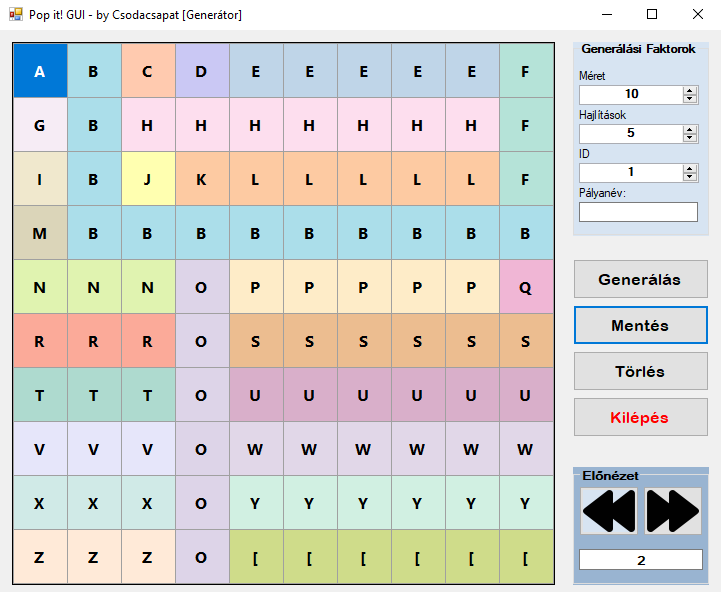 Pop it! GUI - by Csodacsapat [Generátor]
A B C D E E E E E F
G B H H H H H H H F
I B J K L L L L L F
M B B B B B B B B B
N N N O P P P P P Q
R R R O S S S S S S
T T T O U U U U U U
V V V O W W W W W W
X X X O Y Y Y Y Y Y
Z Z Z O [ [ [ [ [ [
Generálási Faktorok
Méret
10
Hajlítások
5
ID
1
Pályanév:
Generálás
Mentés
Törlés
Kilépés
Előnézet
2